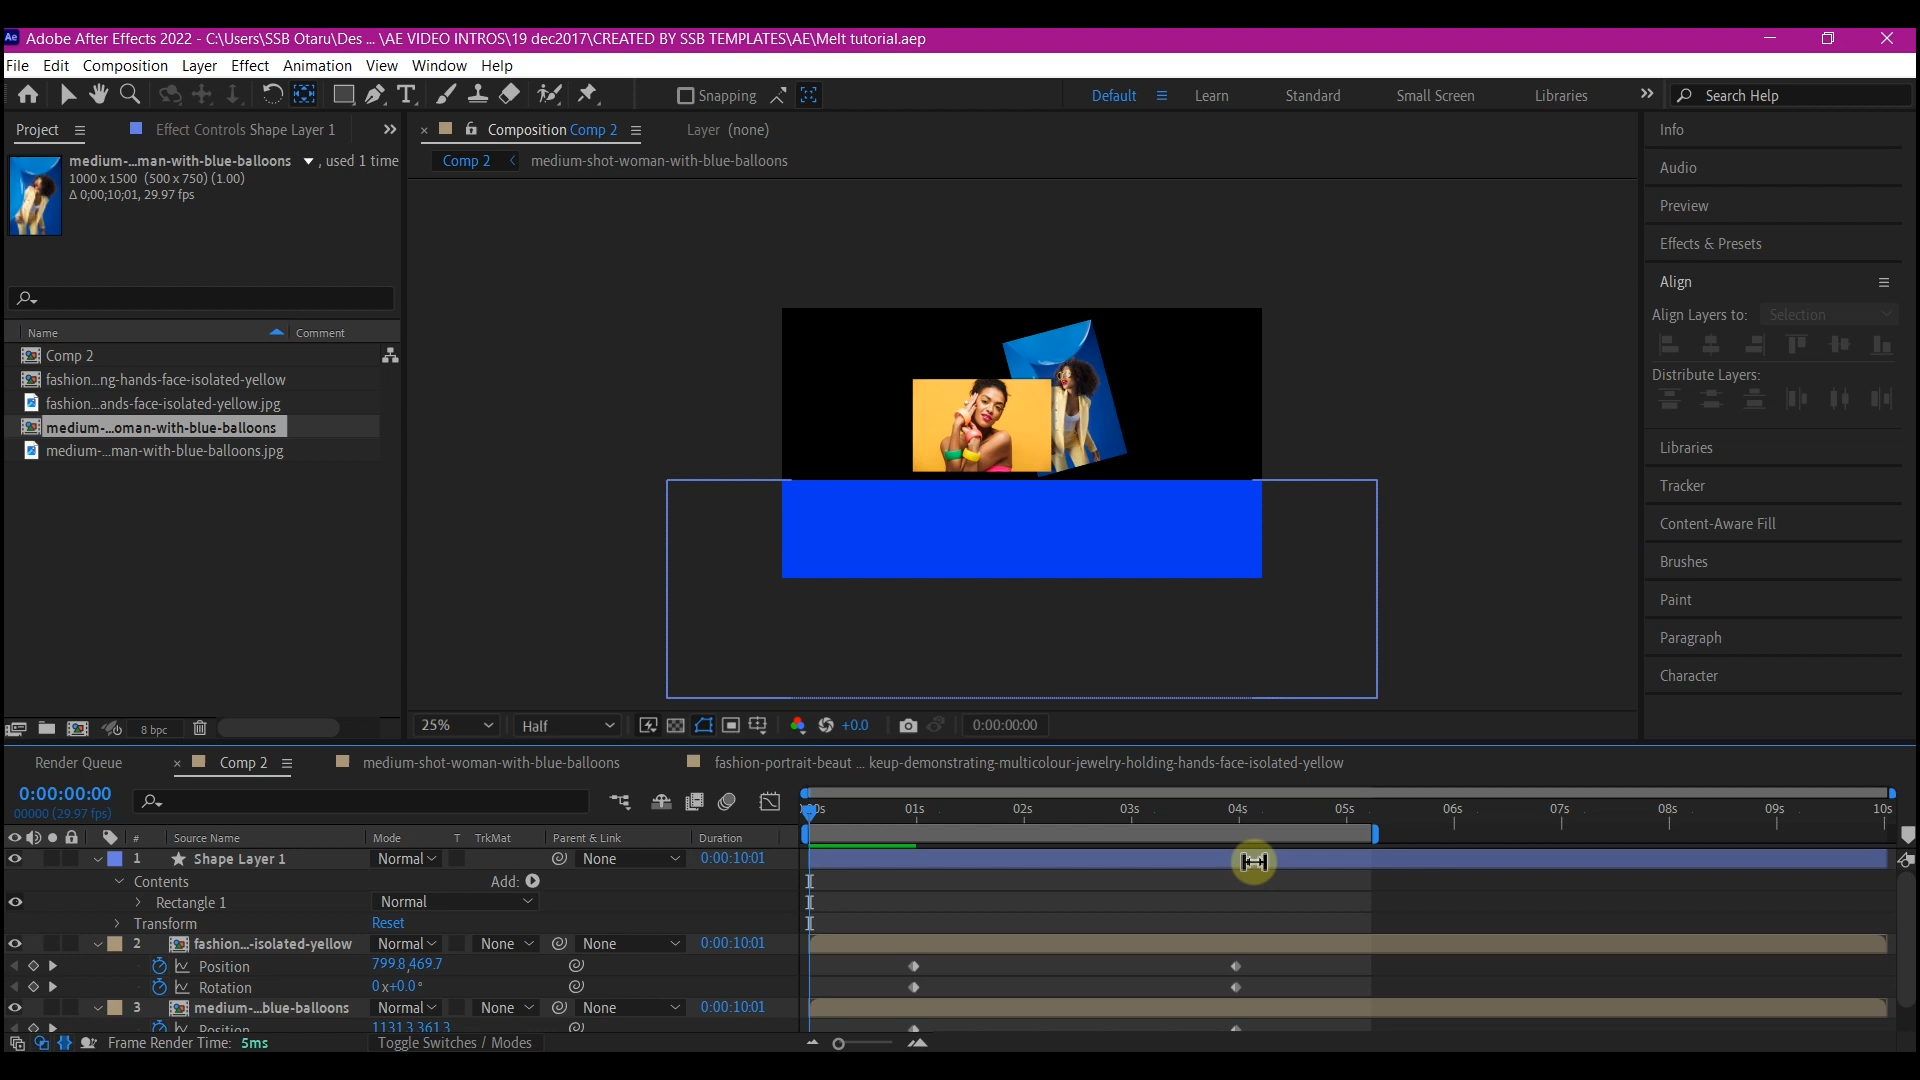 Ae Adobe After Effects 2022 - C:\Users\SSB Otaru\Des ... \AE VIDEO INTROS\19 dec2017\CREATED BY SSB TEMPLATES\AE\Melt tutorial.aep
File Edit Composition Layer Effect Animation View Window Help
Snapping Default Learn Standard Small Screen Libraries Search Help
Project Effect Controls Shape Layer 1 Composition Comp 2 Layer (none) Info
medium-...man-with-blue-balloons , used 1 time
1000 x 1500 (500 x 750) (1.00)
Δ 0;00;10;01, 29.97 fps
Comp 2 medium-shot-woman-with-blue-balloons
Audio
Preview
Effects & Presets
Align
Align Layers to: Selection
Distribute Layers:
Libraries
Tracker
Content-Aware Fill
Brushes
Paint
Paragraph
Character
Name Comment
Comp 2
fashion...ng-hands-face-isolated-yellow
fashion...ands-face-isolated-yellow.jpg
medium-...oman-with-blue-balloons
medium-...man-with-blue-balloons.jpg
8 bpc 25% Half +0.0 0:00:00:00
Render Queue Comp 2 medium-shot-woman-with-blue-balloons fashion-portrait-beaut ... keup-demonstrating-multicolour-jewelry-holding-hands-face-isolated-yellow
0:00:00:00
00000 (29.97 fps)
00s 01s 02s 03s 04s 05s 06s 07s 08s 09s 10s
# Source Name Mode T TrkMat Parent & Link Duration
1 Shape Layer 1 Normal None 0:00:10:01
Contents Add:
Rectangle 1 Normal
Transform Reset
2 fashion...-isolated-yellow Normal None None 0:00:10:01
Position 799.8,469.7
Rotation 0x+0.0°
3 medium-...blue-balloons Normal None None 0:00:10:01
Position 1131.3,361.3
Frame Render Time: 5ms Toggle Switches / Modes